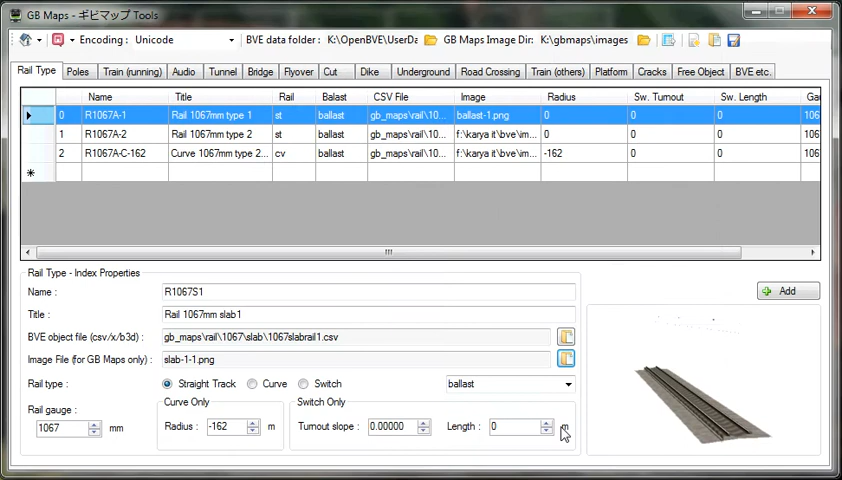 GB Maps - ギビマップ Tools
Encoding : Unicode BVE data folder : K:\OpenBVE\UserDa GB Maps Image Dir: K:\gbmaps\images
Rail Type Poles Train (running) Audio Tunnel Bridge Flyover Cut Dike Underground Road Crossing Train (others) Platform Cracks Free Object BVE etc.
Name Title Rail Balast CSV File Image Radius Sw. Turnout Sw. Length Gau
0 R1067A-1 Rail 1067mm type 1 st ballast gb_maps\rail\10... ballast-1.png 0 0 0 106
1 R1067A-2 Rail 1067mm type 2 st ballast gb_maps\rail\10... f:\karya it\bve\im... 0 0 0 106
2 R1067A-C-162 Curve 1067mm type 2... cv ballast gb_maps\rail\10... f:\karya it\bve\im... -162 0 0 106
Rail Type - Index Properties
Name : R1067S1
Add
Title : Rail 1067mm slab1
BVE object file (csv/x/b3d) : gb_maps\rail\1067\slab\1067slabrail1.csv
Image File (for GB Maps only) : slab-1-1.png
Rail type : Straight Track Curve Switch ballast
Rail gauge : Curve Only Switch Only
1067 mm Radius : -162 m Turnout slope : 0.00000 Length : 0 m